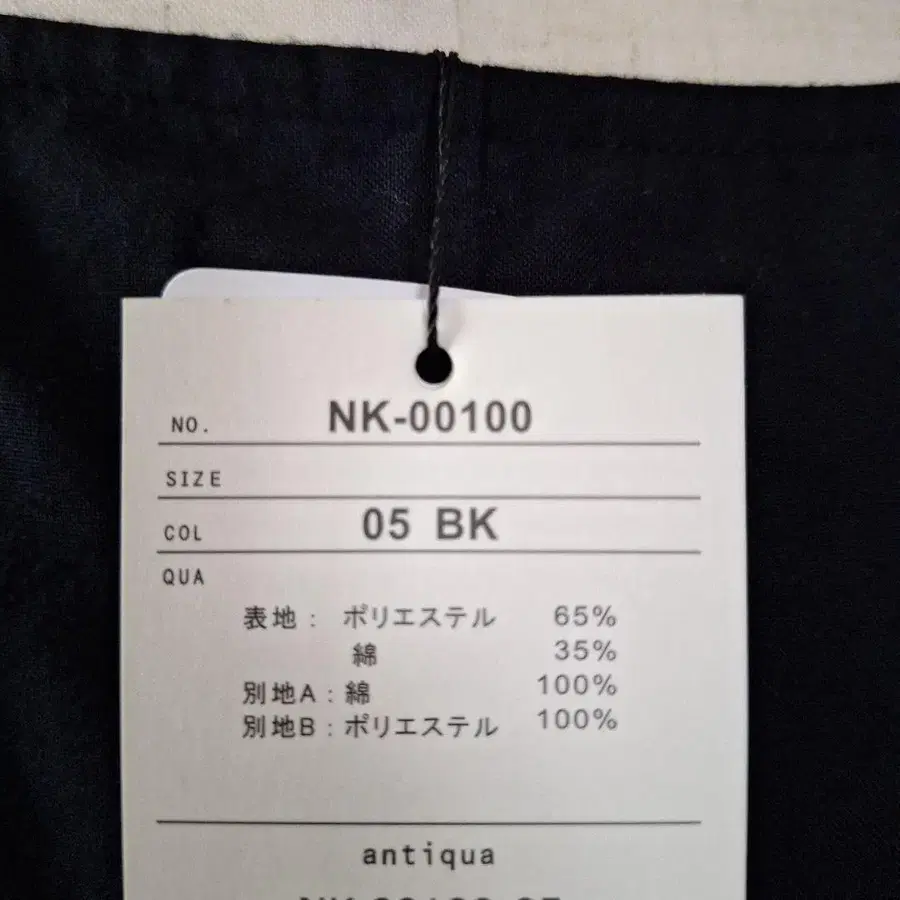 NO. NK-00100
SIZE
COL 05 BK
QUA
表地： ポリエステル 65%
綿 35%
別地A：綿 100%
別地B：ポリエステル 100%
antiqua